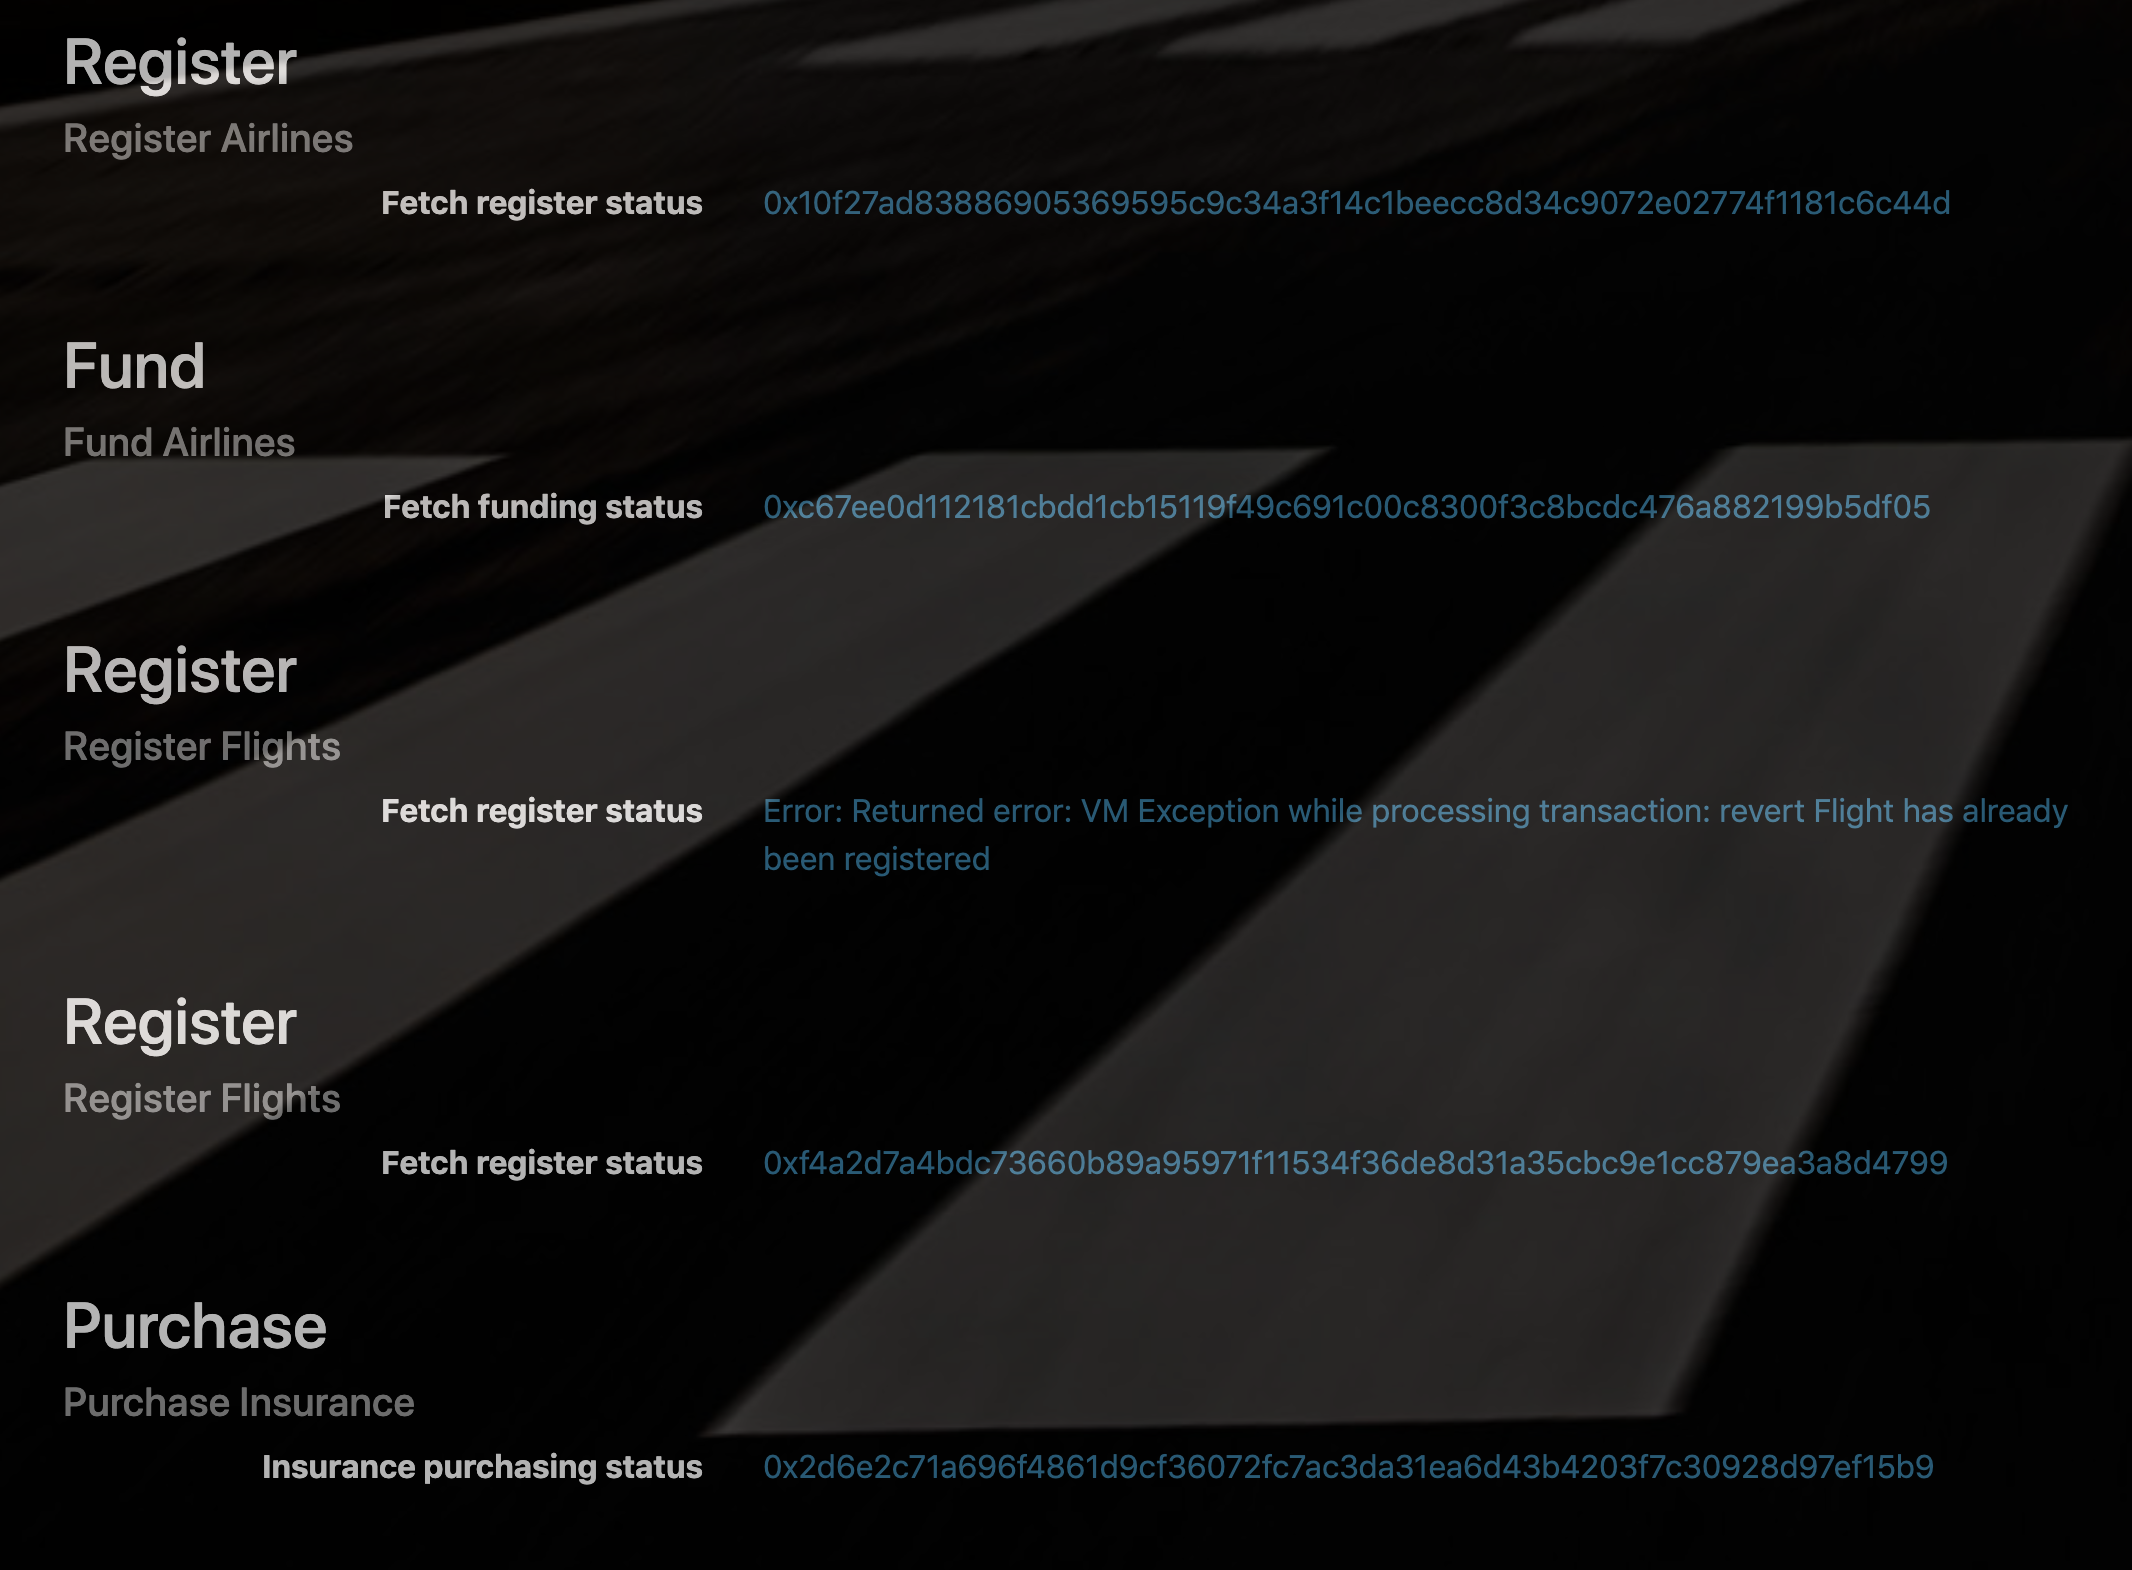 Register
Register Airlines
Fetch register status 0x10f27ad83886905369595c9c34a3f14c1beecc8d34c9072e02774f1181c6c44d
Fund
Fund Airlines
Fetch funding status 0xc67ee0d112181cbdd1cb15119f49c691c00c8300f3c8bcdc476a882199b5df05
Register
Register Flights
Fetch register status Error: Returned error: VM Exception while processing transaction: revert Flight has already
been registered
Register
Register Flights
Fetch register status 0xf4a2d7a4bdc73660b89a95971f11534f36de8d31a35cbc9e1cc879ea3a8d4799
Purchase
Purchase Insurance
Insurance purchasing status 0x2d6e2c71a696f4861d9cf36072fc7ac3da31ea6d43b4203f7c30928d97ef15b9